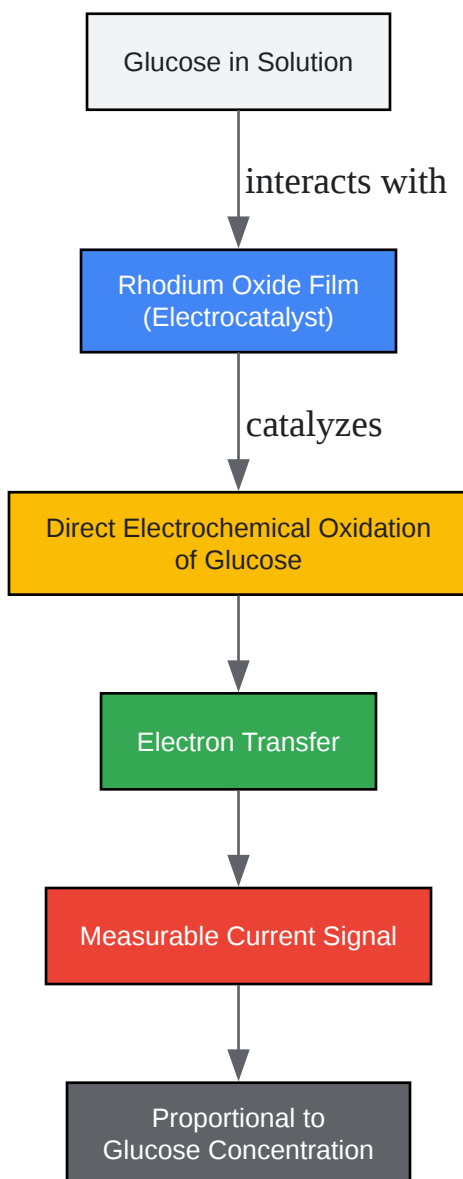 Glucose in Solution
interacts with
Rhodium Oxide Film
(Electrocatalyst)
catalyzes
Direct Electrochemical Oxidation
of Glucose
Electron Transfer
Measurable Current Signal
Proportional to
Glucose Concentration